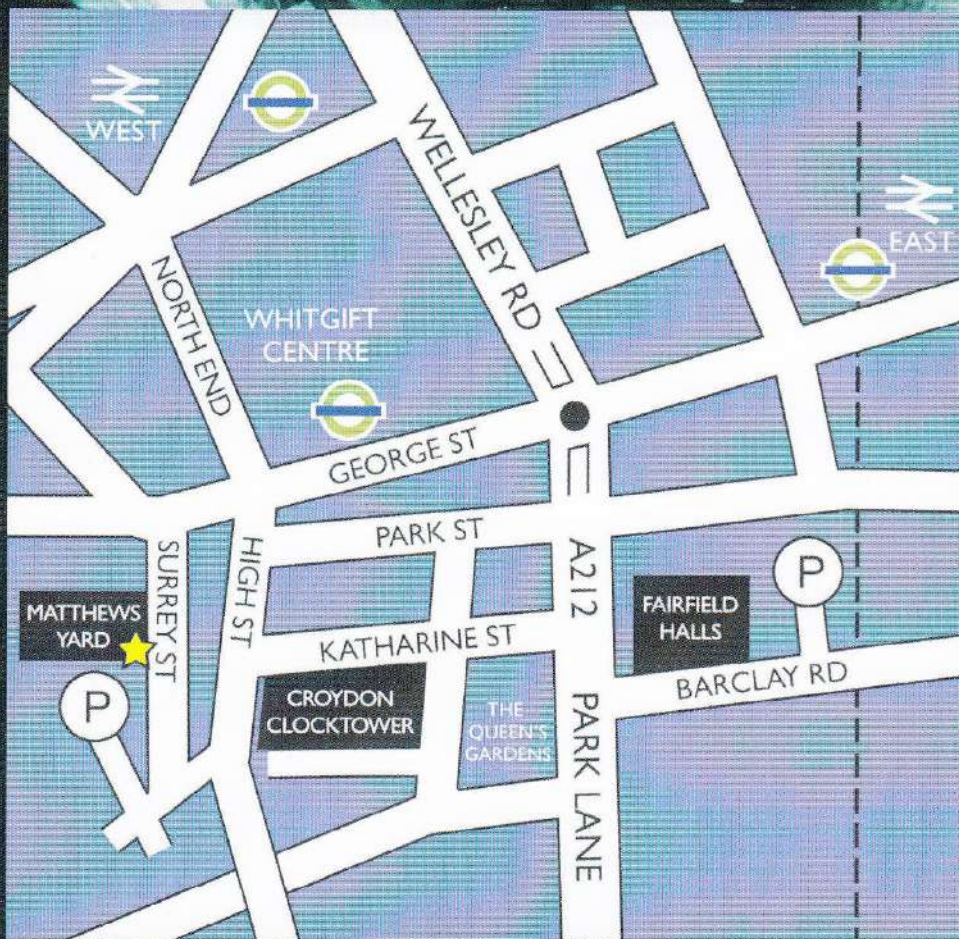 WEST
WELLESLEY RD
EAST
NORTH END
WHITGIFT
CENTRE
GEORGE ST
PARK ST
SURREY ST
HIGH ST
A212
MATTHEWS
YARD
P
KATHARINE ST
FAIRFIELD
HALLS
P
BARCLAY RD
CROYDON
CLOCKTOWER
THE
QUEEN'S
GARDENS
PARK LANE